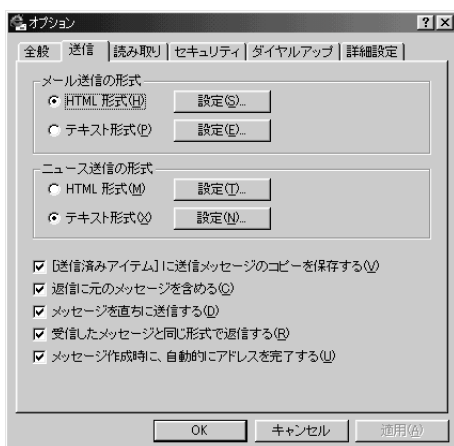 オプション
全般 送信 読み取り セキュリティ ダイヤルアップ 詳細設定
メール送信の形式
HTML 形式(H) 設定(S)...
テキスト形式(P) 設定(E)...
ニュース送信の形式
HTML 形式(M) 設定(T)...
テキスト形式(X) 設定(N)...
[送信済みアイテム]に送信メッセージのコピーを保存する(V)
返信に元のメッセージを含める(C)
メッセージを直ちに送信する(D)
受信したメッセージと同じ形式で返信する(R)
メッセージ作成時に、自動的にアドレスを完了する(U)
OK キャンセル 適用(A)